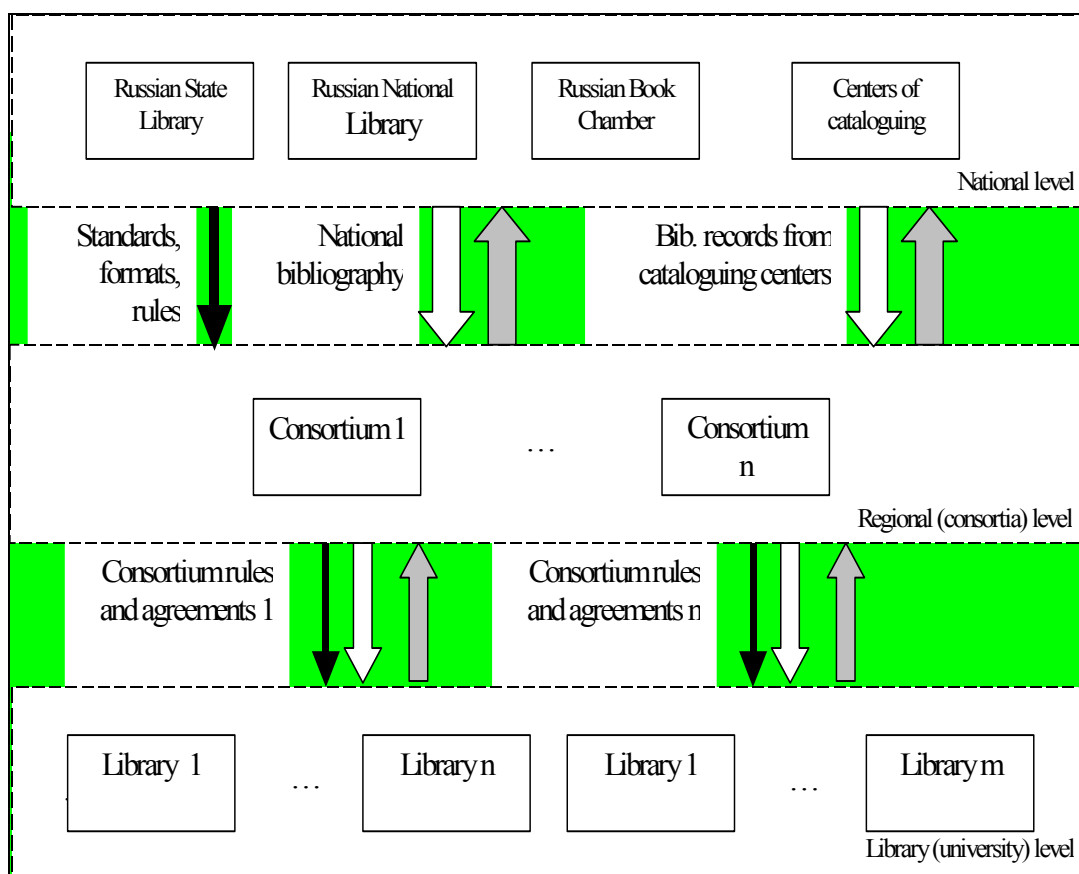 Russian State
Library
Russian National
Library
Russian Book
Chamber
Centers of
cataloguing
National level
Standards,
formats,
rules
National
bibliography
Bib. records from
cataloguing centers
Consortium 1
…
Consortium
n
Regional (consortia) level
Consortium rules
and agreements 1
Consortium rules
and agreements n
Library 1
…
Library n
Library 1
…
Library m
Library (university) level